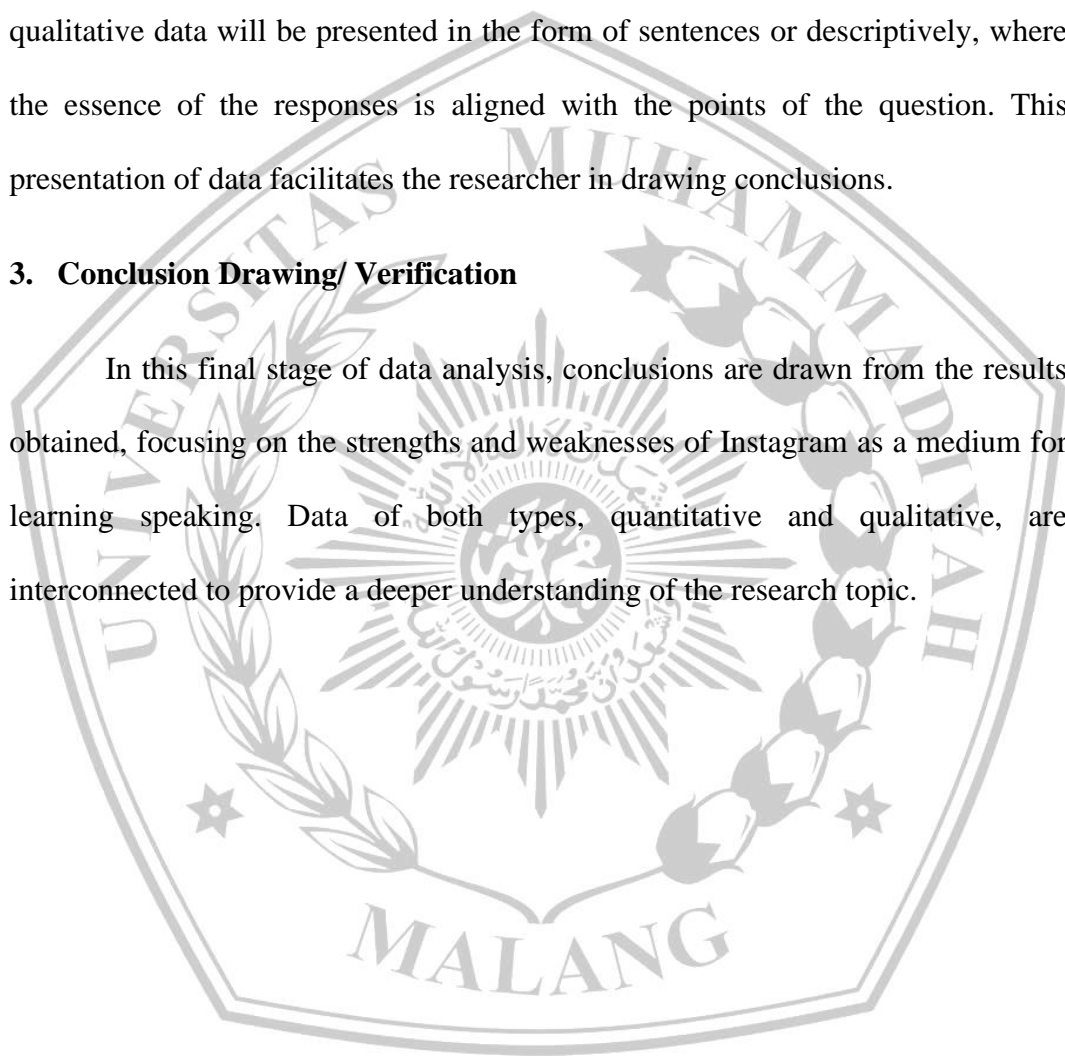 qualitative data will be presented in the form of sentences or descriptively, where
the essence of the responses is aligned with the points of the question. This
presentation of data facilitates the researcher in drawing conclusions.
3. Conclusion Drawing/ Verification
In this final stage of data analysis, conclusions are drawn from the results
obtained, focusing on the strengths and weaknesses of Instagram as a medium for
learning speaking. Data of both types, quantitative and qualitative, are
interconnected to provide a deeper understanding of the research topic.
UNIVERSITAS MUHAMMADIYAH
MALANG